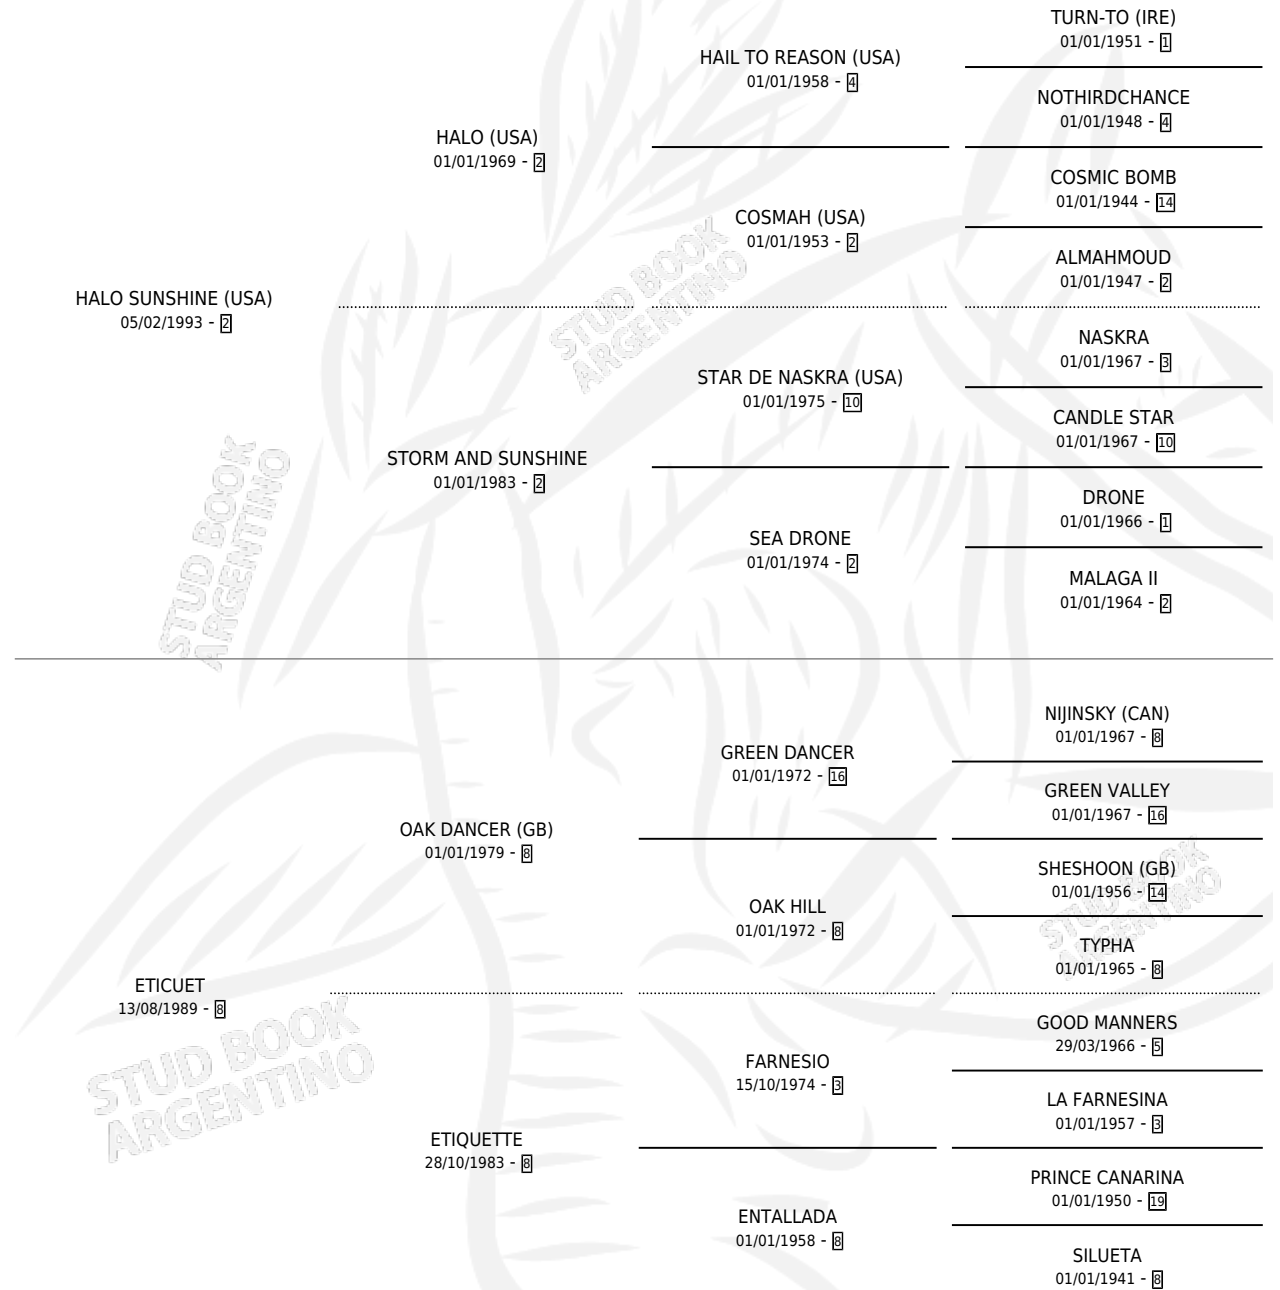 TURN-TO (IRE)
01/01/1951 - 1
HAIL TO REASON (USA)
01/01/1958 - 4
NOTHIRDCHANCE
01/01/1948 - 4
HALO (USA)
01/01/1969 - 2
COSMIC BOMB
01/01/1944 - 14
COSMAH (USA)
01/01/1953 - 2
ALMAHMOUD
01/01/1947 - 2
HALO SUNSHINE (USA)
05/02/1993 - 2
STUD BOOK
ARGENTINO
NASKRA
01/01/1967 - 3
STAR DE NASKRA (USA)
01/01/1975 - 10
CANDLE STAR
01/01/1967 - 10
STORM AND SUNSHINE
01/01/1983 - 2
DRONE
01/01/1966 - 1
SEA DRONE
01/01/1974 - 2
MALAGA II
01/01/1964 - 2
STUD BOOK
ARGENTINO
NIJINSKY (CAN)
01/01/1967 - 8
GREEN DANCER
01/01/1972 - 16
GREEN VALLEY
01/01/1967 - 16
OAK DANCER (GB)
01/01/1979 - 8
SHESHOON (GB)
01/01/1956 - 14
OAK HILL
01/01/1972 - 8
STUD BOOK
ARGENTINO
TYPHA
01/01/1965 - 8
ETICUET
13/08/1989 - 8
STUD BOOK
ARGENTINO
GOOD MANNERS
29/03/1966 - 5
FARNESIO
15/10/1974 - 3
LA FARNESINA
01/01/1957 - 3
ETIQUETTE
28/10/1983 - 8
PRINCE CANARINA
01/01/1950 - 19
ENTALLADA
01/01/1958 - 8
SILUETA
01/01/1941 - 8